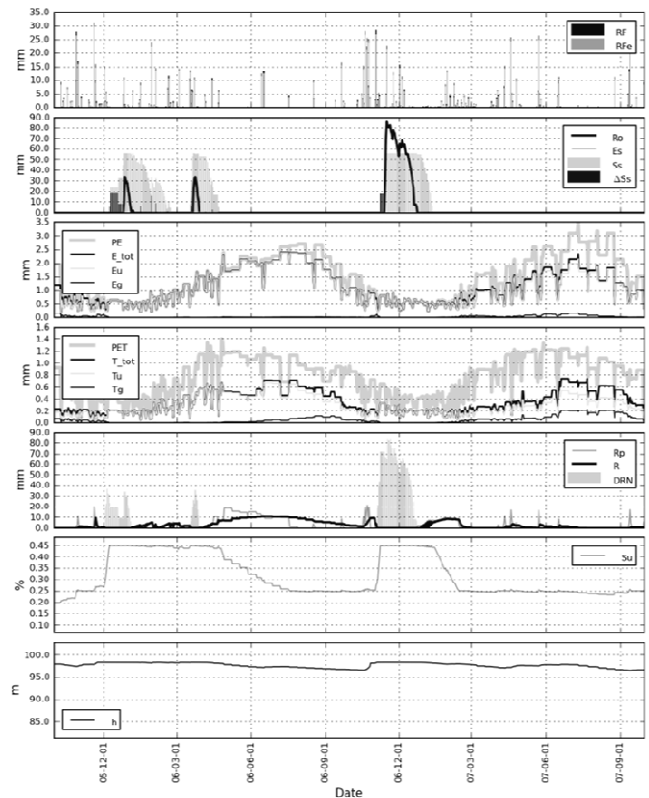 35.0
30.0
25.0
20.0
15.0
10.0
5.0
0.0
mm
RF
RFe
90.0
80.0
70.0
60.0
50.0
40.0
30.0
20.0
10.0
0.0
mm
Ro
Es
Ss
ΔSs
3.5
3.0
2.5
2.0
1.5
1.0
0.5
0.0
mm
PE
E_tot
Eu
Eg
1.6
1.4
1.2
1.0
0.8
0.6
0.4
0.2
0.0
mm
PET
T_tot
Tu
Tg
90.0
80.0
70.0
60.0
50.0
40.0
30.0
20.0
10.0
0.0
mm
Rp
R
DRN
0.45
0.40
0.35
0.30
0.25
0.20
0.15
0.10
%
Su
100.0
95.0
90.0
85.0
m
h
05-12-01
06-03-01
06-06-01
06-09-01
06-12-01
07-03-01
07-06-01
07-09-01
Date